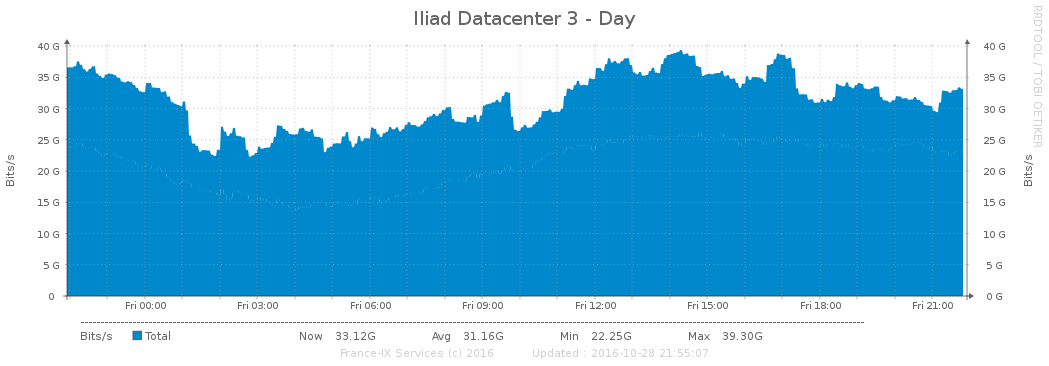 Iliad Datacenter 3 - Day
RRDTOOL / TOBI OETIKER
Bits/s
Bits/s
40 G
35 G
30 G
25 G
20 G
15 G
10 G
5 G
0
40 G
35 G
30 G
25 G
20 G
15 G
10 G
5 G
0 G
Fri 00:00 Fri 03:00 Fri 06:00 Fri 09:00 Fri 12:00 Fri 15:00 Fri 18:00 Fri 21:00
Bits/s Total Now 33.12G Avg 31.16G Min 22.25G Max 39.30G
France-IX Services (c) 2016 Updated : 2016-10-28 21:55:07